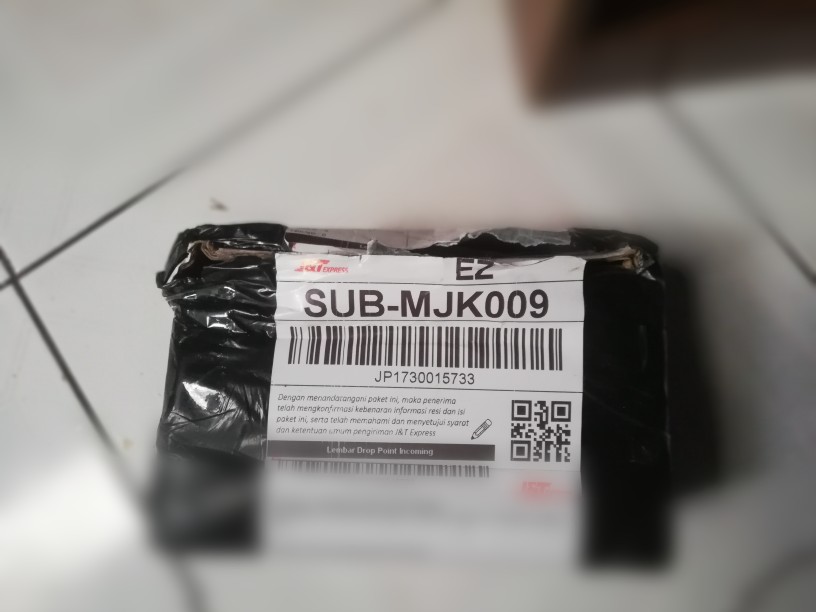 J&T EXPRESS
EZ
SUB-MJK009
JP1730015733
Dengan menandatangani paket ini, maka penerima
telah mengkonfirmasi kebenaran informasi resi dan isi
paket ini, serta telah memahami dan menyetujui syarat
dan ketentuan umum pengiriman J&T Express
Lembar Drop Point Incoming